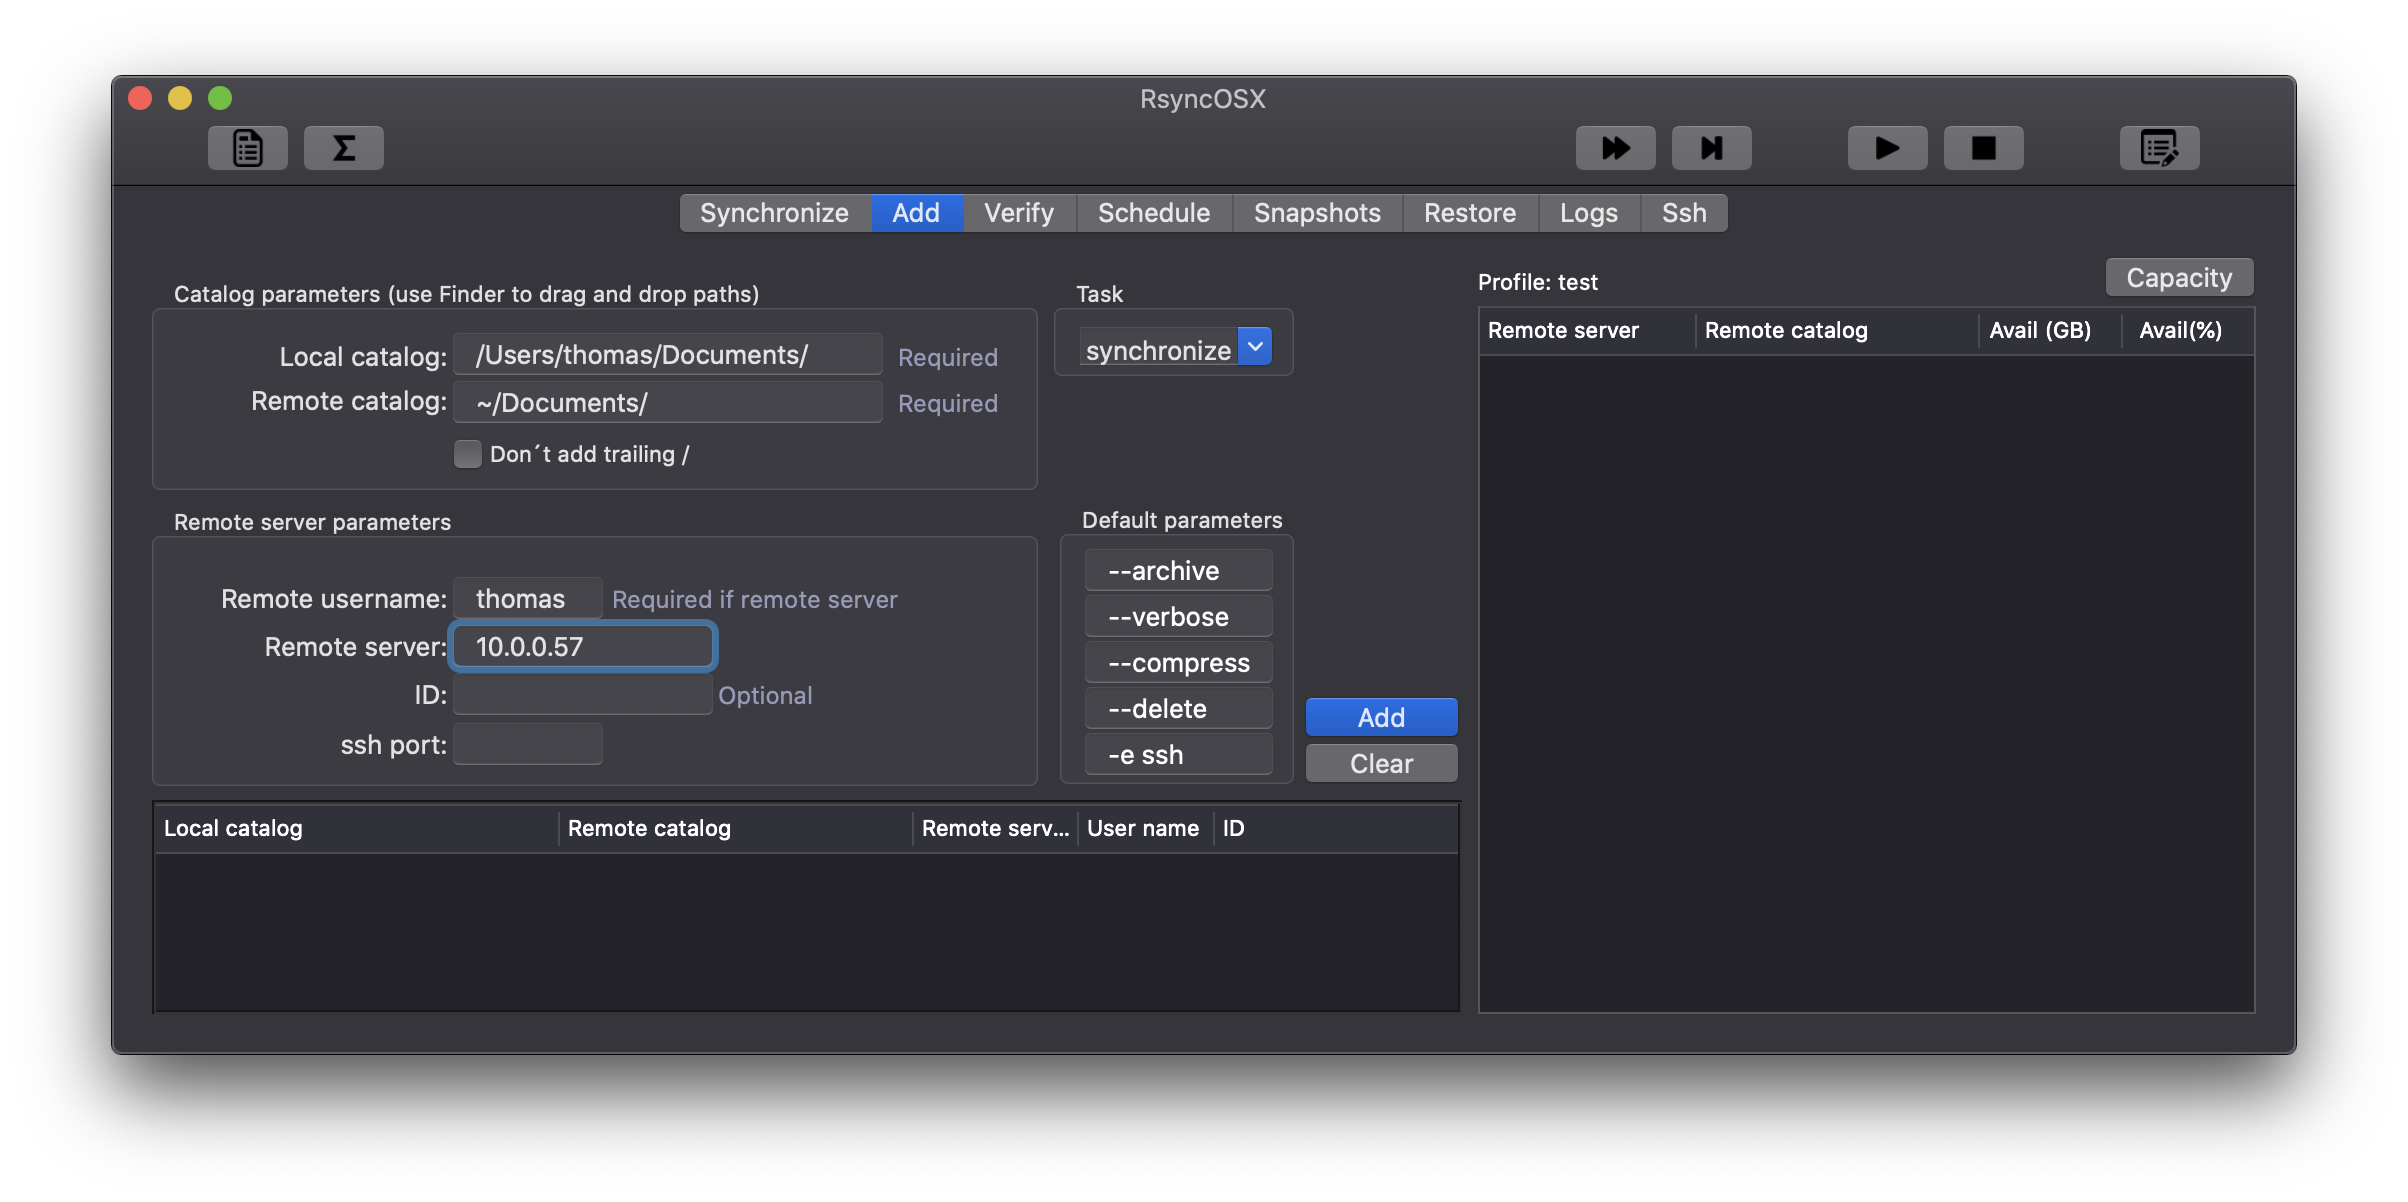 RsyncOSX
Synchronize Add Verify Schedule Snapshots Restore Logs Ssh
Catalog parameters (use Finder to drag and drop paths)
Local catalog: /Users/thomas/Documents/ Required
Remote catalog: ~/Documents/ Required
Don´t add trailing /
Task
synchronize
Remote server parameters
Remote username: thomas Required if remote server
Remote server: 10.0.0.57
ID: Optional
ssh port:
Default parameters
--archive
--verbose
--compress
--delete
-e ssh
Add
Clear
Local catalog Remote catalog Remote serv... User name ID
Profile: test
Capacity
Remote server Remote catalog Avail (GB) Avail(%)